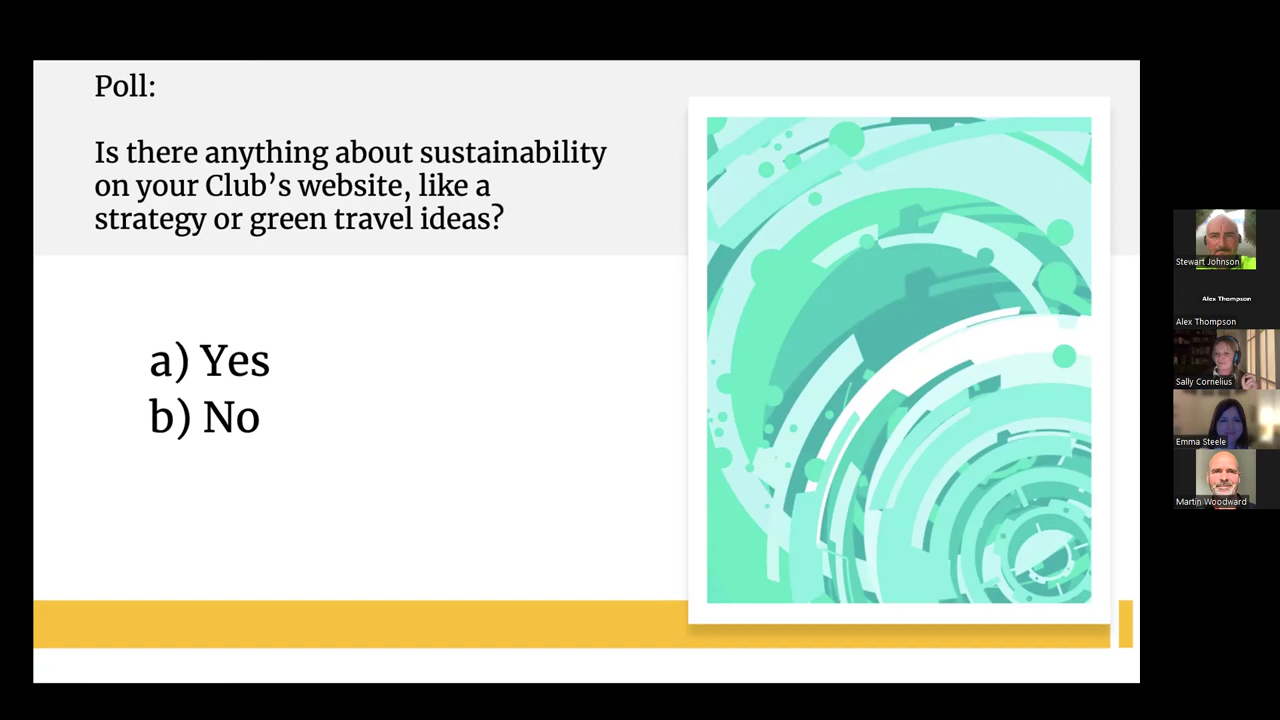 Poll:
Is there anything about sustainability
on your Club’s website, like a
strategy or green travel ideas?
a) Yes
b) No
Stewart Johnson
Alex Thompson
Alex Thompson
Sally Cornelius
Emma Steele
Martin Woodward